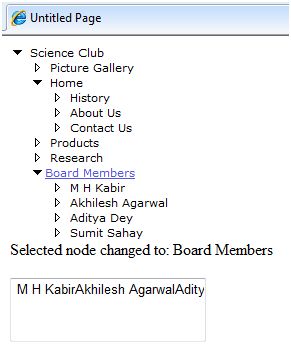 Untitled Page
Science Club
Picture Gallery
Home
History
About Us
Contact Us
Products
Research
Board Members
M H Kabir
Akhilesh Agarwal
Aditya Dey
Sumit Sahay
Selected node changed to: Board Members
M H KabirAkhilesh AgarwalAdity